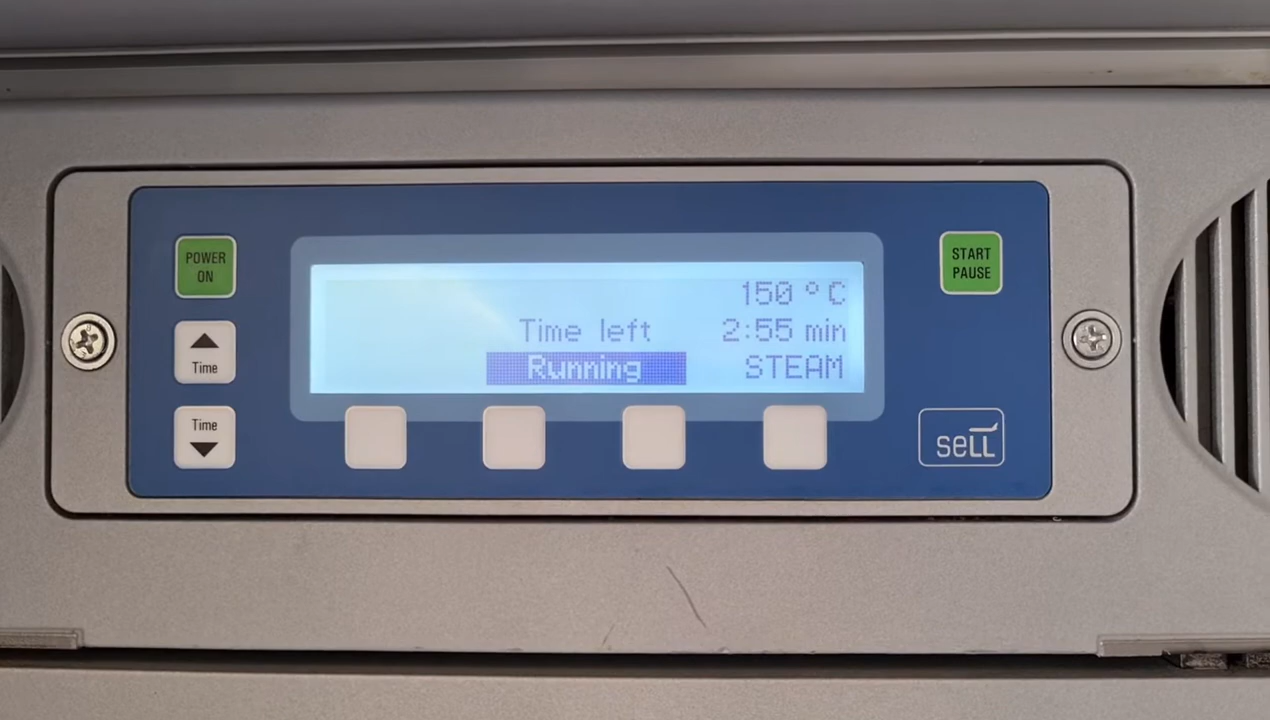 POWER
ON
START
PAUSE
150 °C
Time left 2:55 min
Running STEAM
Time
Time
seLL